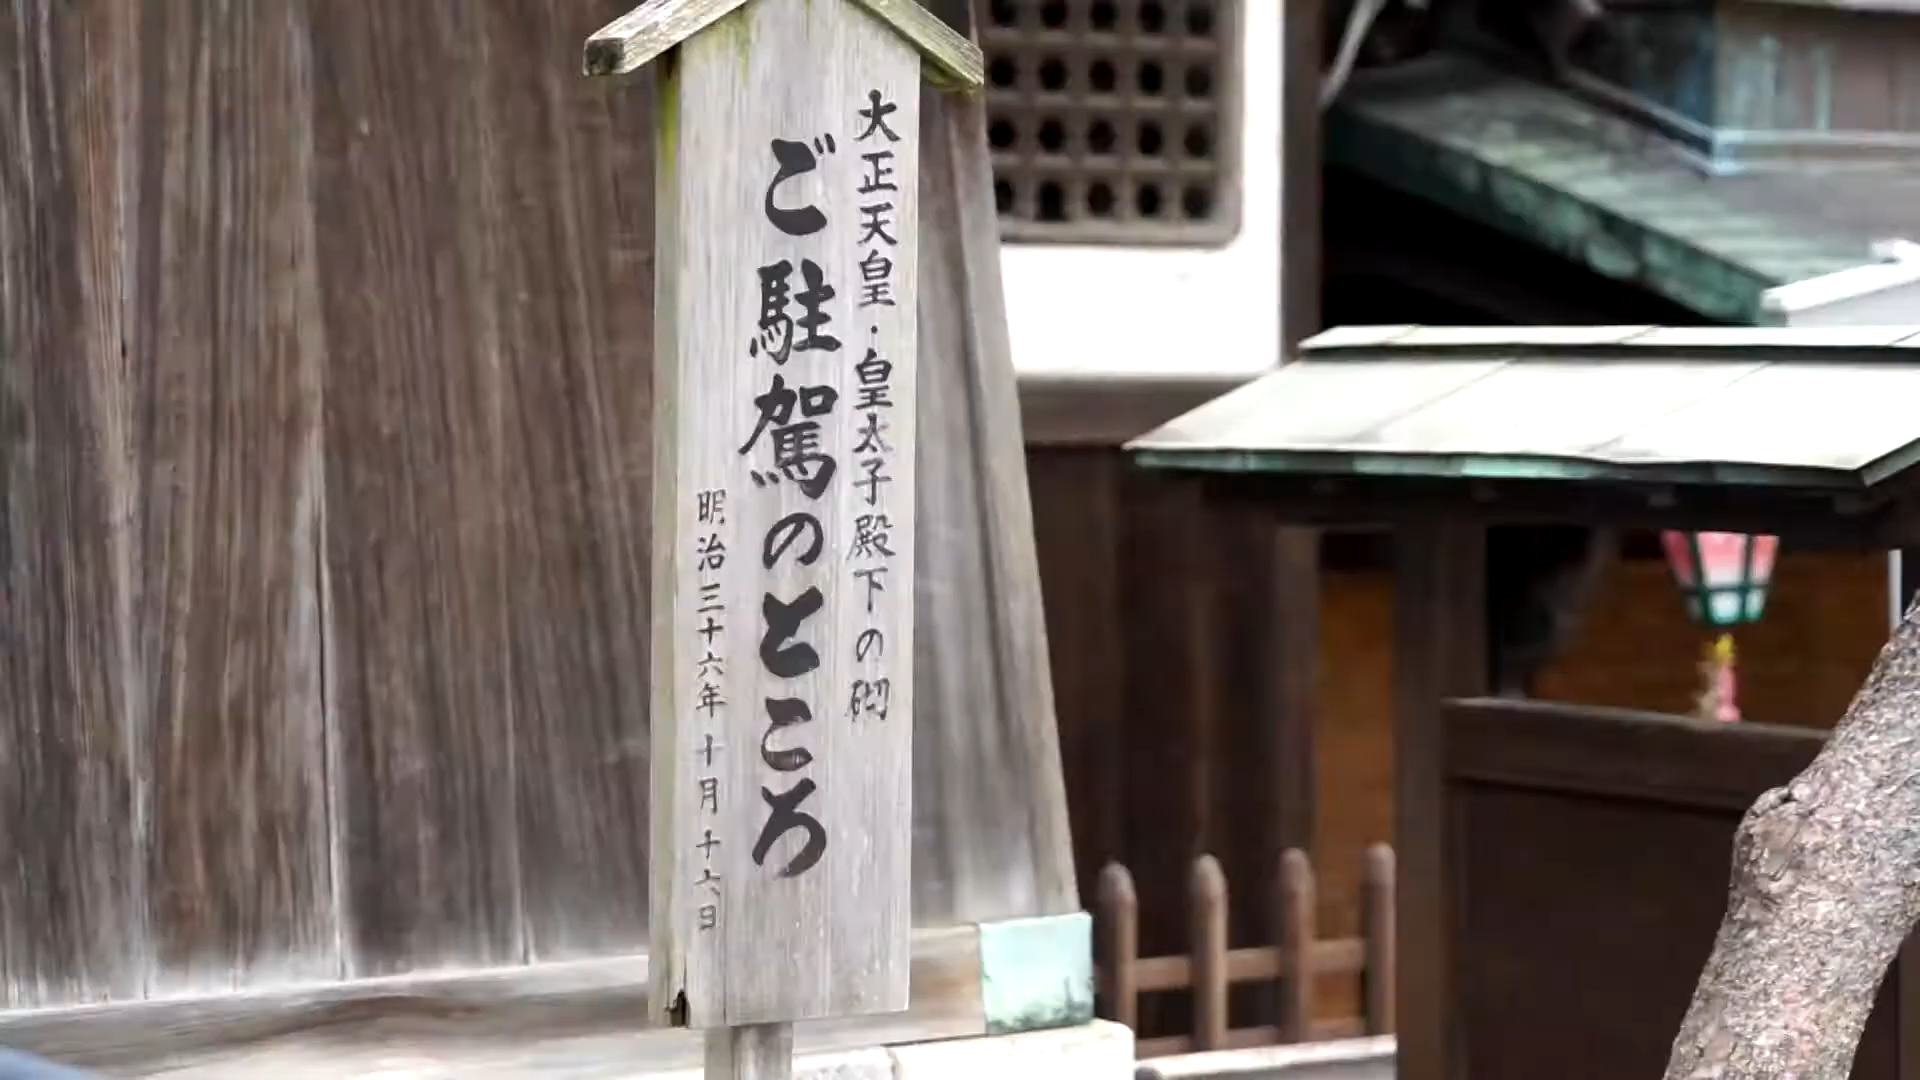 大正天皇・皇太子殿下の砌
ご駐駕のところ
明治三十六年十月十六日